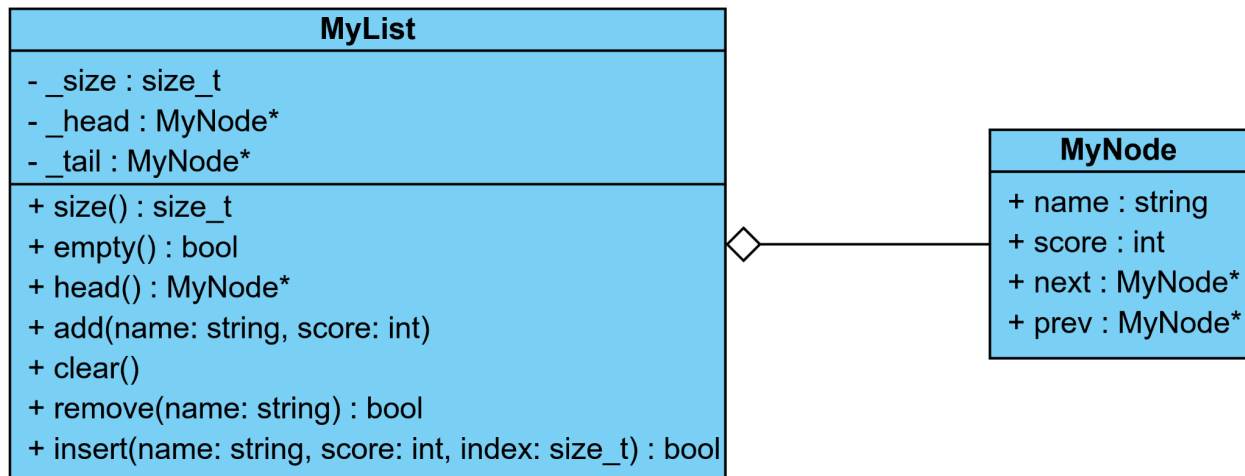 MyList
- _size : size_t
- _head : MyNode*
- _tail : MyNode*
+ size() : size_t
+ empty() : bool
+ head() : MyNode*
+ add(name: string, score: int)
+ clear()
+ remove(name: string) : bool
+ insert(name: string, score: int, index: size_t) : bool
MyNode
+ name : string
+ score : int
+ next : MyNode*
+ prev : MyNode*